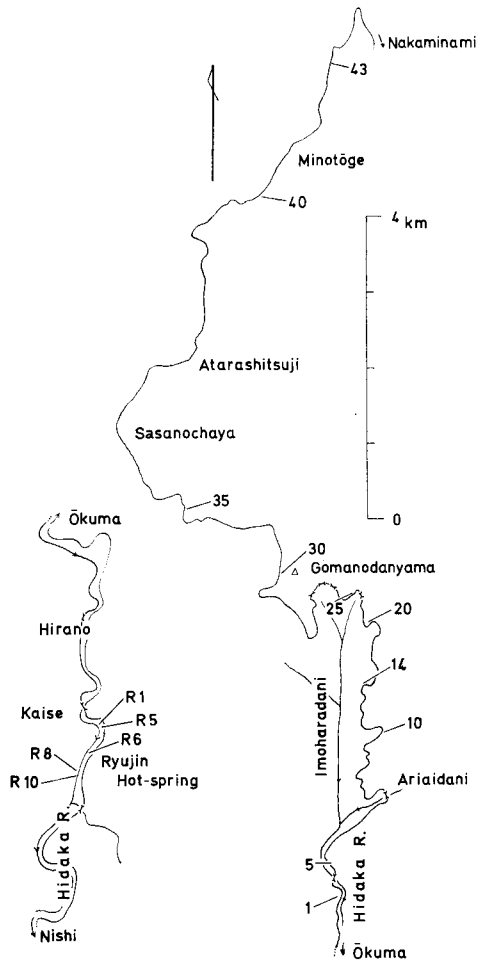 Nakaminami
43
Minotōge
40
4 km
Atarashitsuji
Sasanochaya
35
0
Ōkuma
30
Gomanodanyama
25
20
Hirano
14
Imoharadani
Kaise
R1
R5
10
R6
R8
Ryujin
Hot-spring
R10
Ariaidani
Hidaka R.
5
Hidaka R.
1
Nishi
Ōkuma